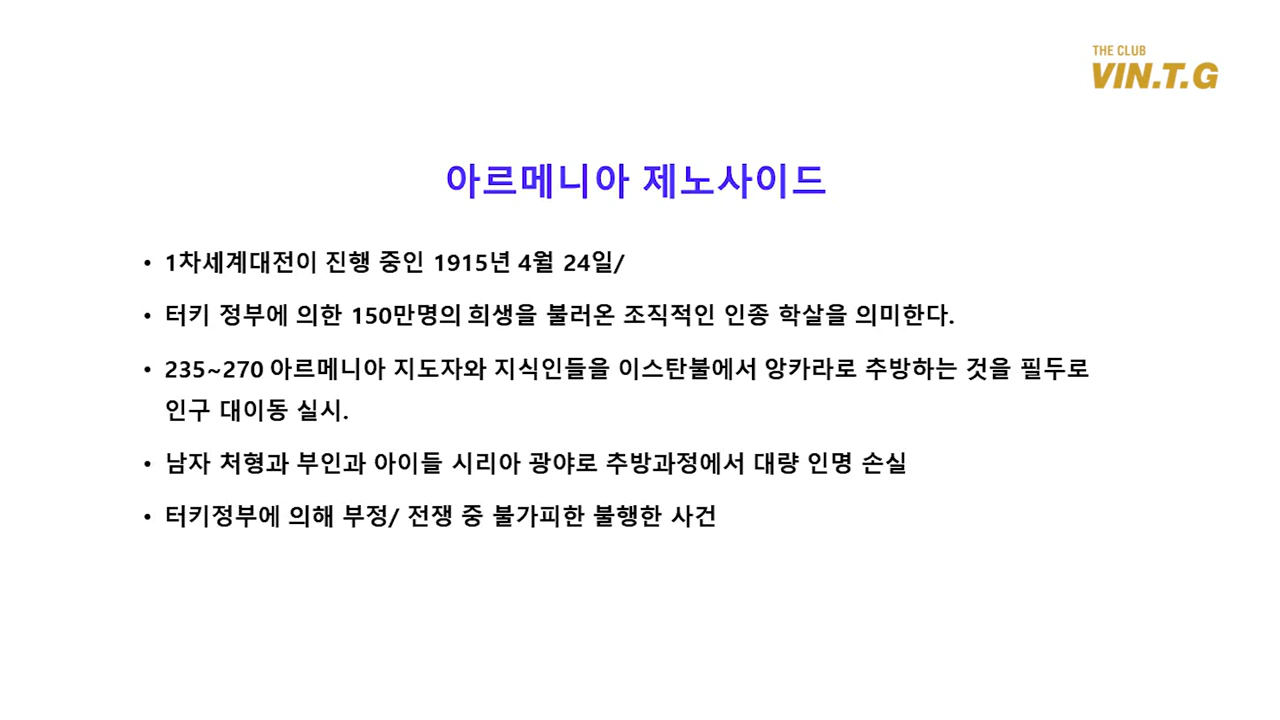 THE CLUB
VIN.T.G
아르메니아 제노사이드
• 1차세계대전이 진행 중인 1915년 4월 24일/
• 터키 정부에 의한 150만명의 희생을 불러온 조직적인 인종 학살을 의미한다.
• 235~270 아르메니아 지도자와 지식인들을 이스탄불에서 앙카라로 추방하는 것을 필두로
인구 대이동 실시.
• 남자 처형과 부인과 아이들 시리아 광야로 추방과정에서 대량 인명 손실
• 터키정부에 의해 부정/ 전쟁 중 불가피한 불행한 사건